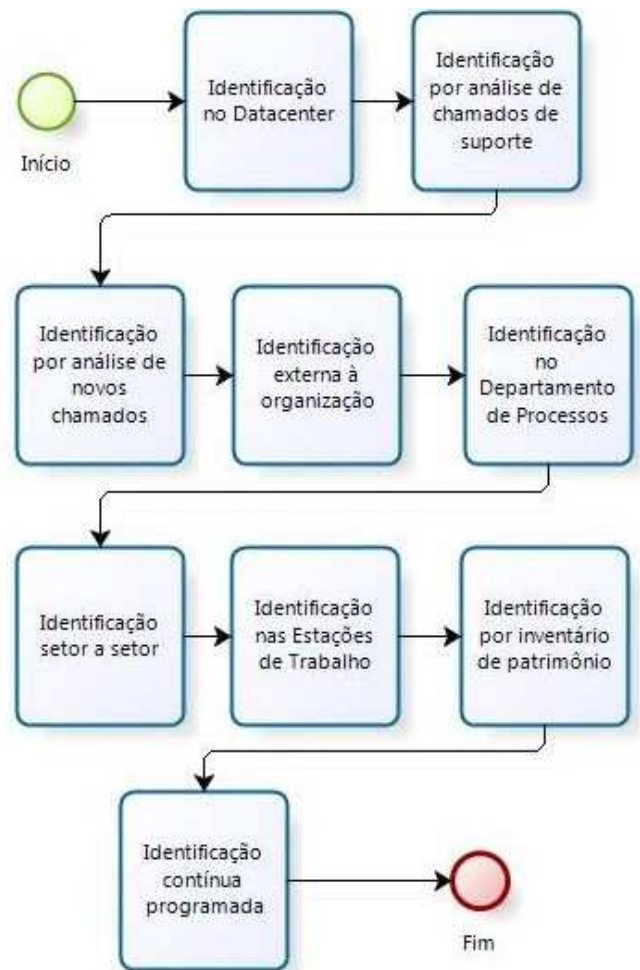 Início
Identificação
no Datacenter
Identificação
por análise de
chamados de
suporte
Identificação
por análise de
novos
chamados
Identificação
externa à
organização
Identificação
no
Departamento
de Processos
Identificação
setor a setor
Identificação
nas Estações
de Trabalho
Identificação
por inventário
de patrimônio
Identificação
contínua
programada
Fim